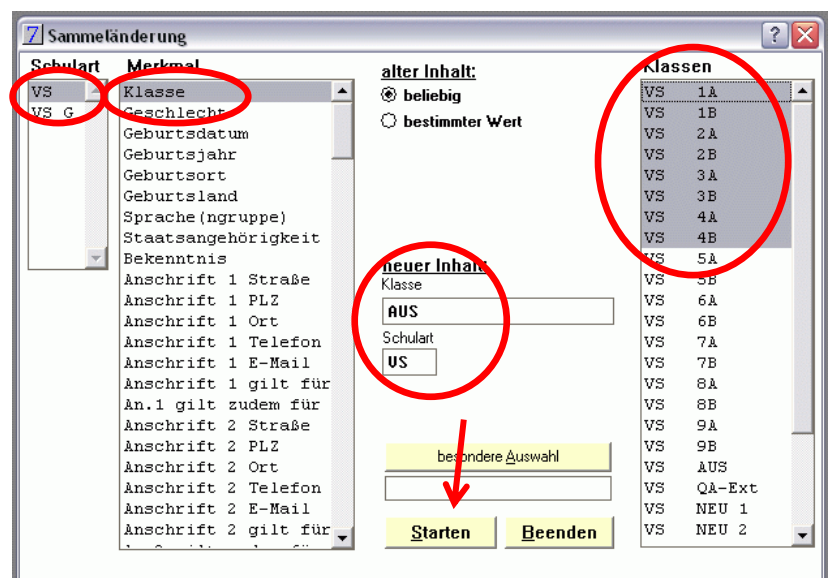 7 Sammeländerung ?
Schulart
VS
VS G
Merkmal
Klasse
Geschlecht
Geburtsdatum
Geburtsjahr
Geburtsort
Geburtsland
Sprache(ngruppe)
Staatsangehörigkeit
Bekenntnis
Anschrift 1 Straße
Anschrift 1 PLZ
Anschrift 1 Ort
Anschrift 1 Telefon
Anschrift 1 E-Mail
Anschrift 1 gilt für
An.1 gilt zudem für
Anschrift 2 Straße
Anschrift 2 PLZ
Anschrift 2 Ort
Anschrift 2 Telefon
Anschrift 2 E-Mail
Anschrift 2 gilt für
alter Inhalt:
beliebig
bestimmter Wert
neuer Inhalt:
Klasse
AUS
Schulart
VS
besondere Auswahl
Starten Beenden
Klassen
VS 1A
VS 1B
VS 2A
VS 2B
VS 3A
VS 3B
VS 4A
VS 4B
VS 5A
VS 5B
VS 6A
VS 6B
VS 7A
VS 7B
VS 8A
VS 8B
VS 9A
VS 9B
VS AUS
VS QA-Ext
VS NEU 1
VS NEU 2